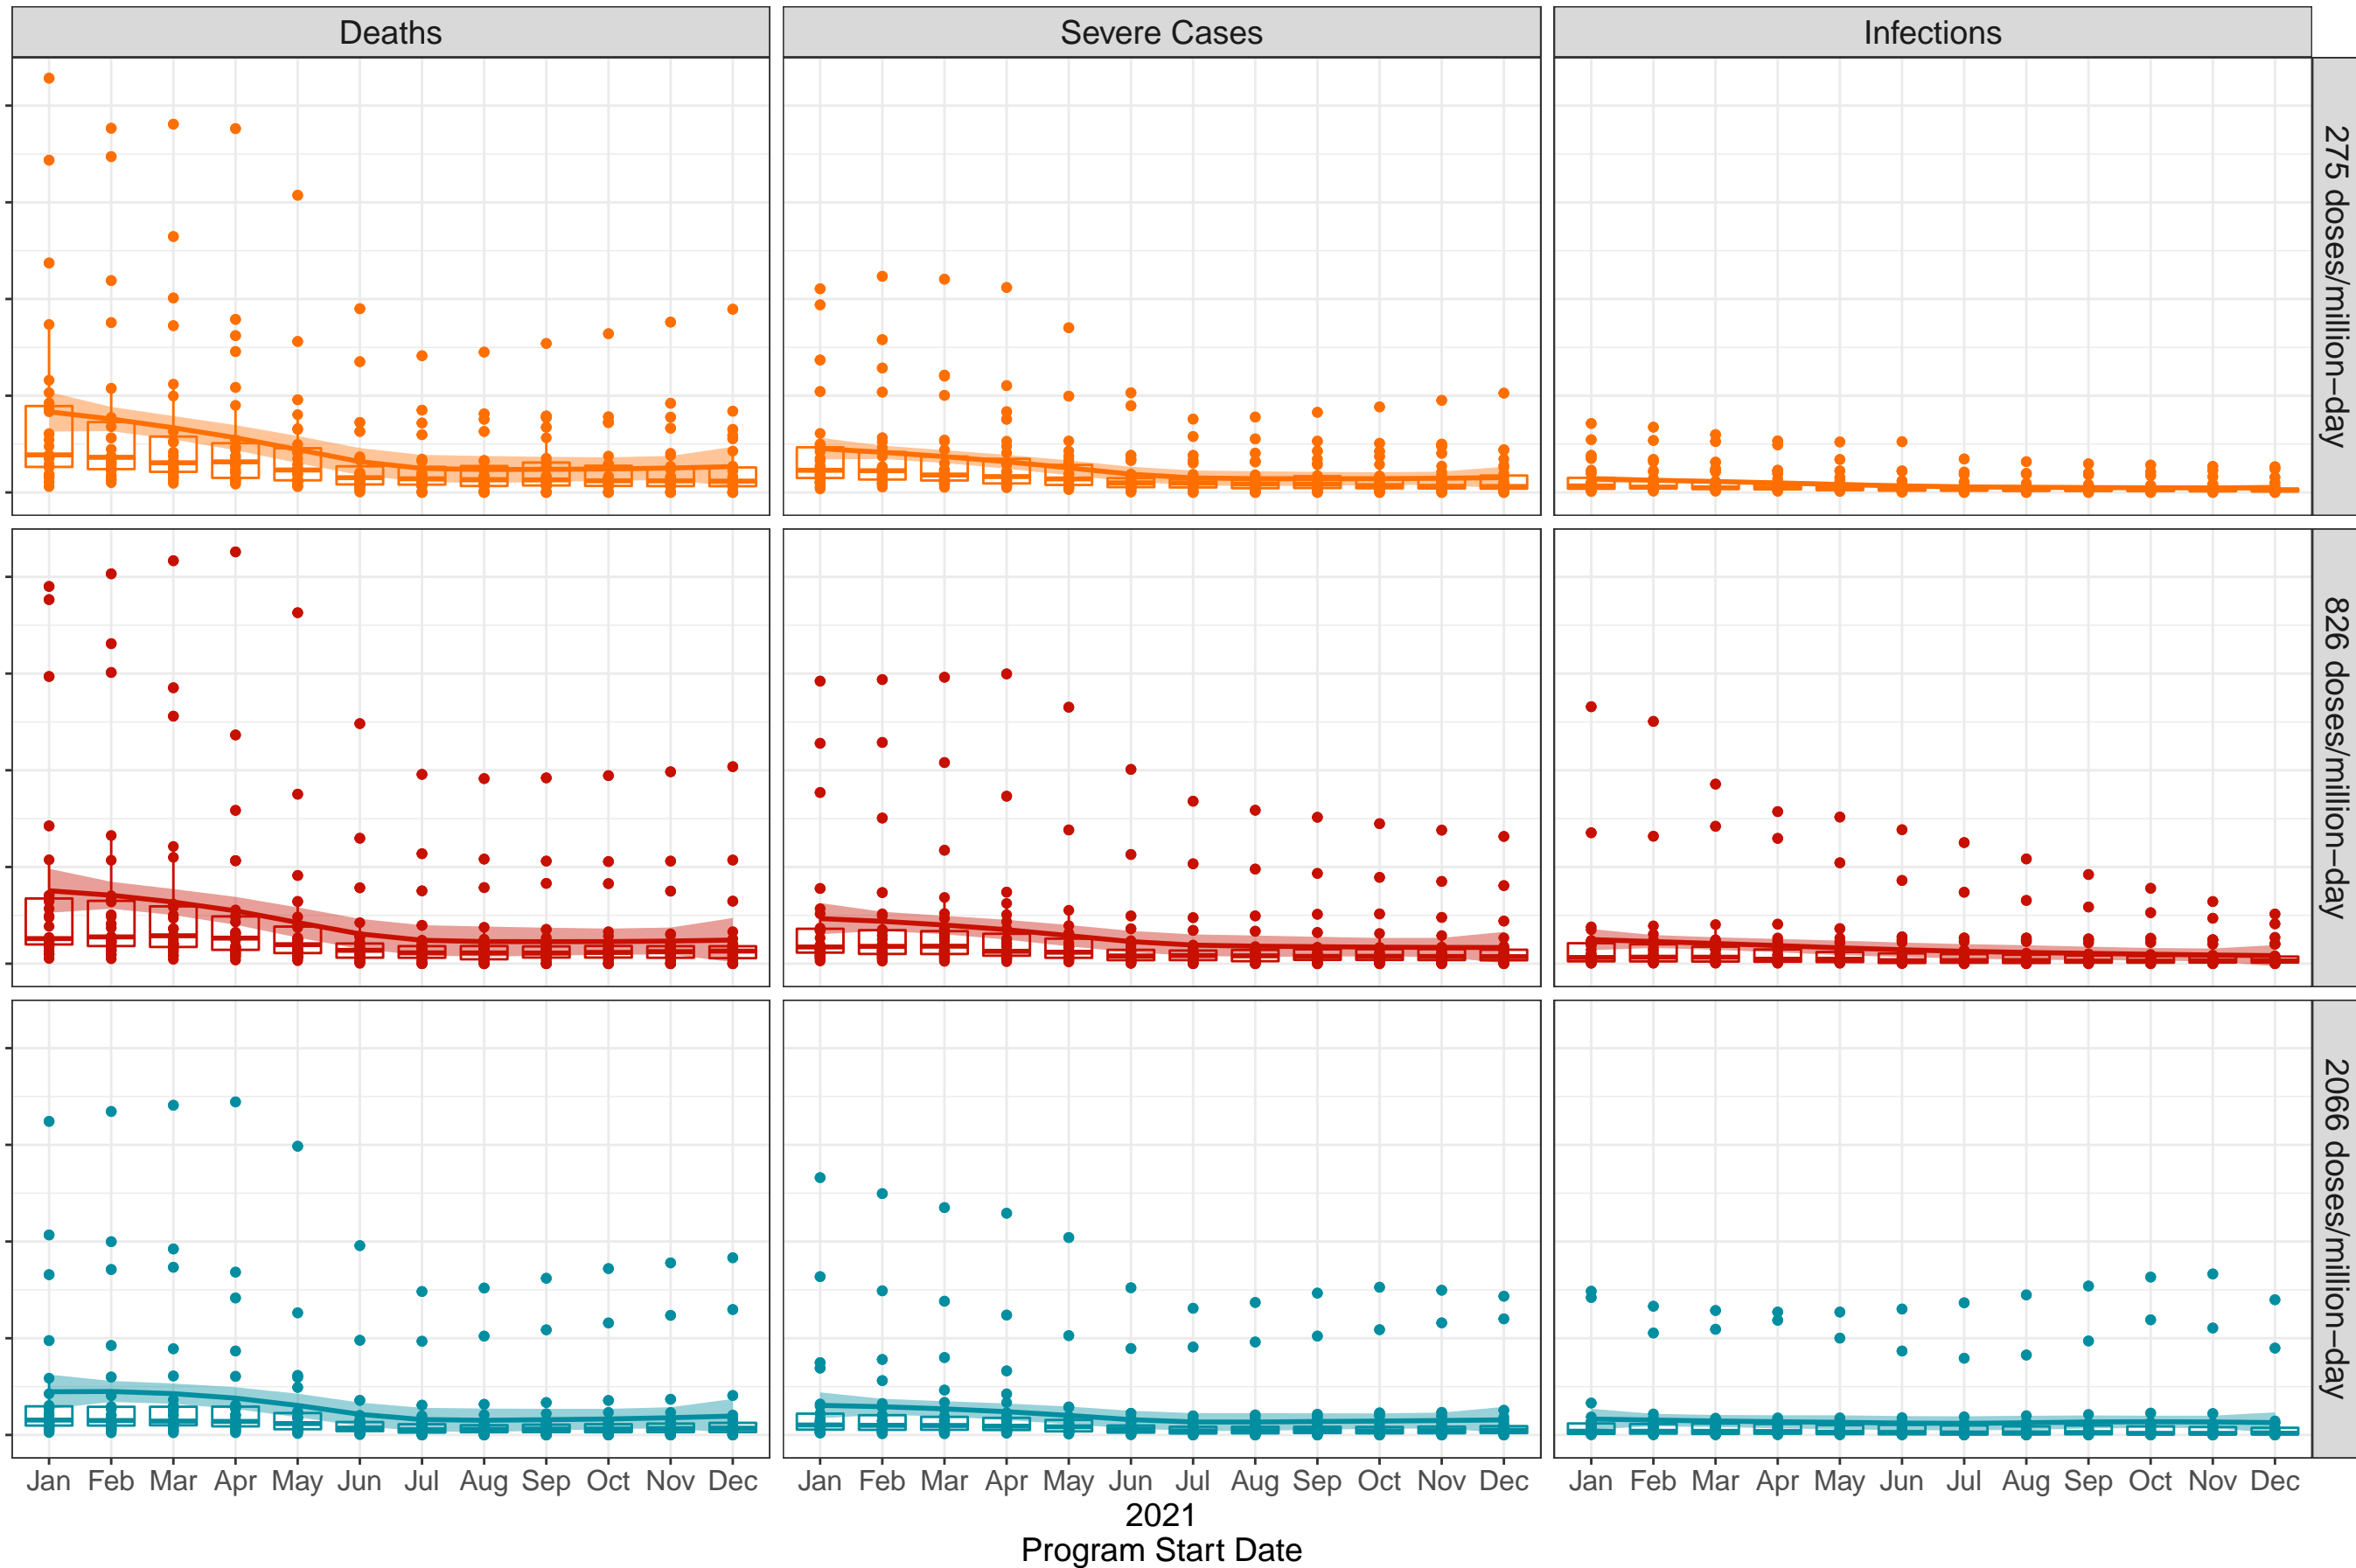 Deaths Severe Cases Infections
275 doses/million−day
826 doses/million−day
2066 doses/million−day
Jan Feb Mar Apr May Jun Jul Aug Sep Oct Nov Dec Jan Feb Mar Apr May Jun Jul Aug Sep Oct Nov Dec Jan Feb Mar Apr May Jun Jul Aug Sep Oct Nov Dec
2021
Program Start Date